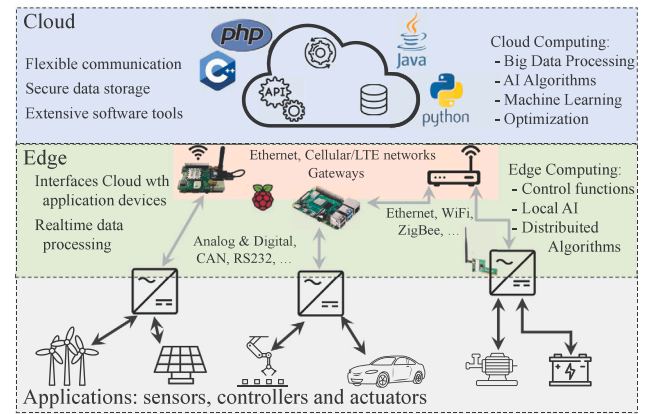 Cloud
php
Java
Cloud Computing:
Flexible communication
- Big Data Processing
C++
Secure data storage
API
- AI Algorithms
python
- Machine Learning
Extensive software tools
- Optimization
Edge
Ethernet, Cellular/LTE networks
Gateways
Edge Computing:
Interfaces Cloud wth
application devices
- Control functions
Realtime data
processing
Ethernet, WiFi,
ZigBee, ...
- Local AI
- Distribuited
Algorithms
Analog & Digital,
CAN, RS232, ...
Applications: sensors, controllers and actuators